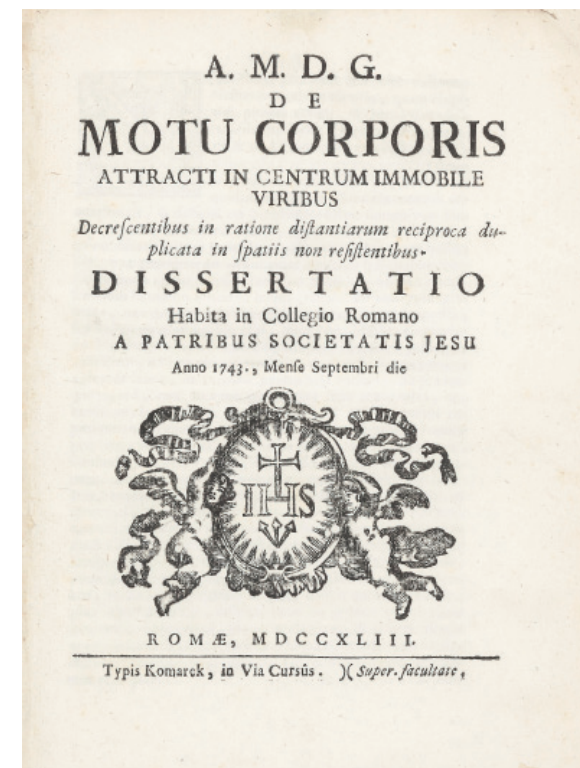 A. M. D. G.
D E
MOTU CORPORIS
ATTRACTI IN CENTRUM IMMOBILE
VIRIBUS
Decreſcentibus in ratione diſtantiarum reciproca du-
plicata in ſpatiis non reſiſtentibus.
DISSERTATIO
Habita in Collegio Romano
A PATRIBUS SOCIETATIS JESU
Anno 1743., Menſe Septembri die
IHS
ROMÆ, MDCCXLIII.
Typis Komarek, in Via Cursûs. )( Super. facultate,